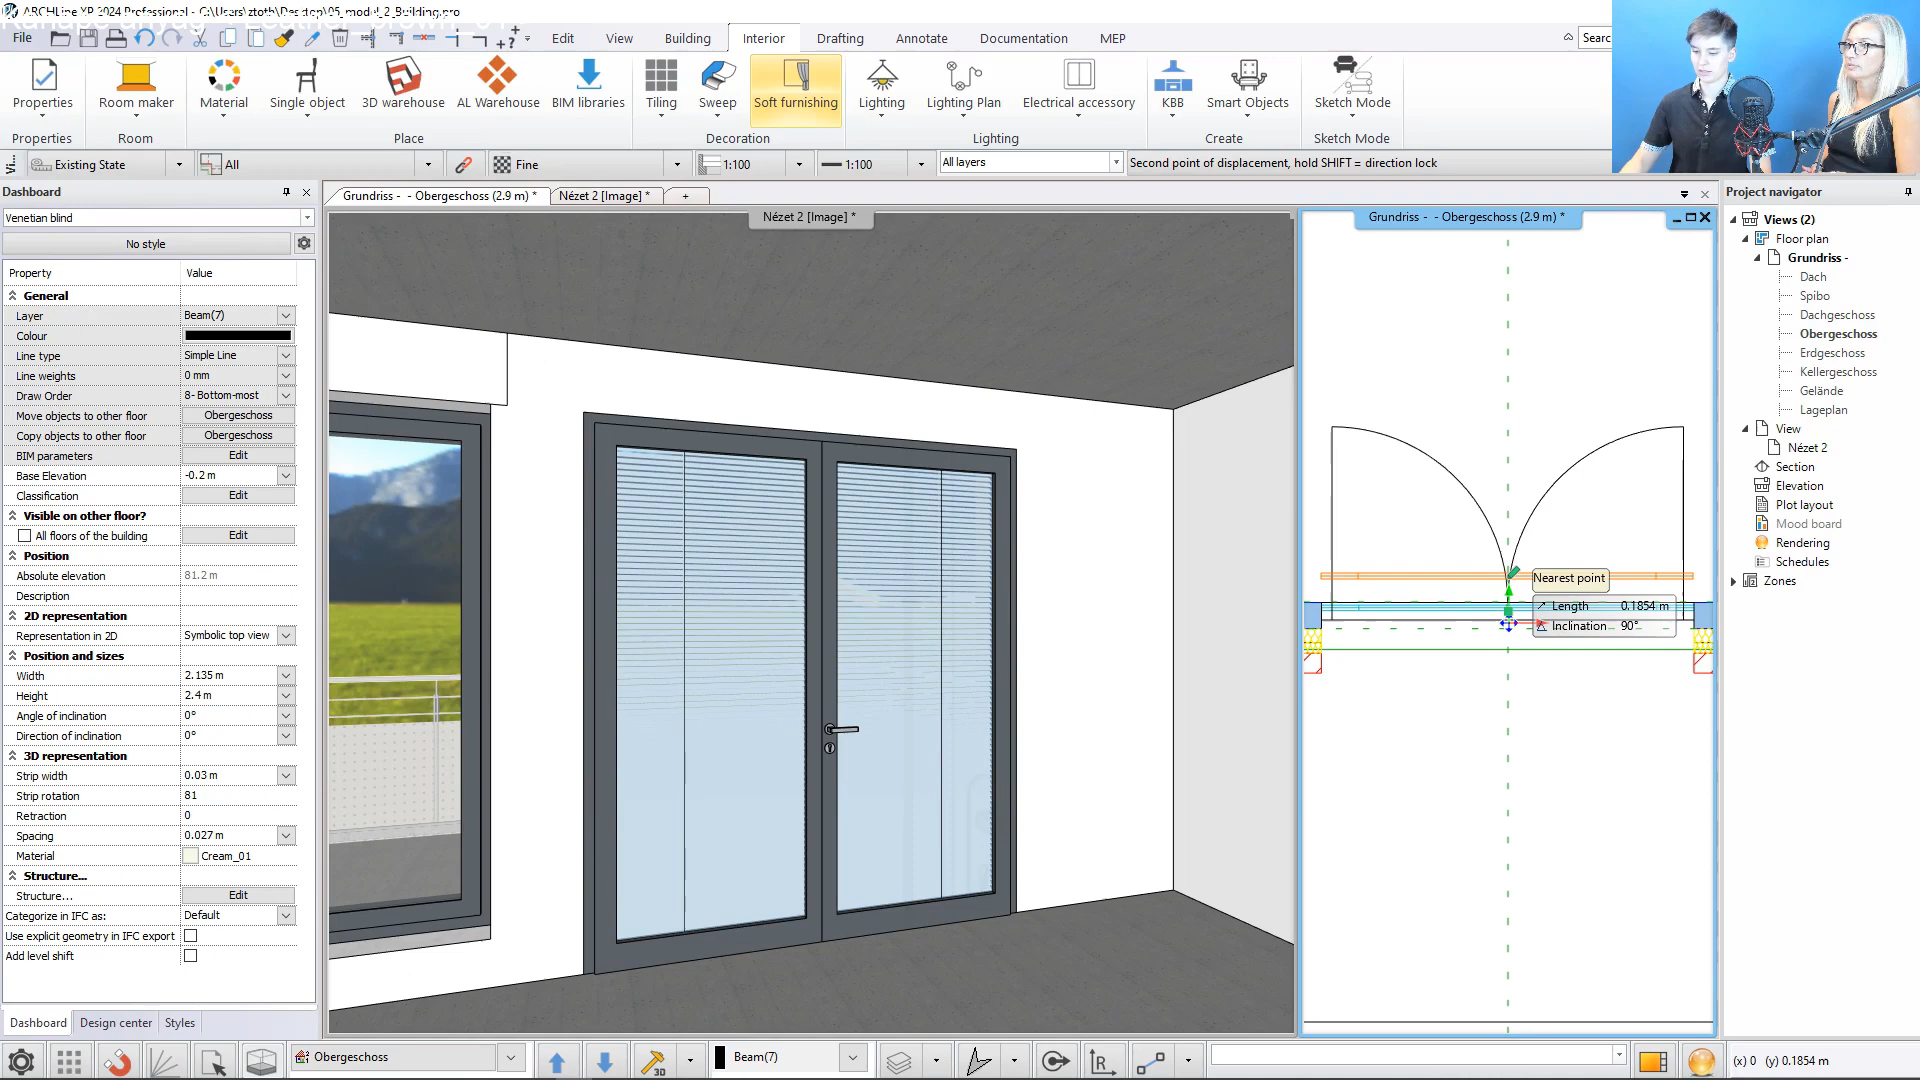 ARCHLine.XP 2024 Professional - C:\Users\ztoth\Desktop\05_model_2_Building.pro
File
Edit
View
Building
Interior
Drafting
Annotate
Documentation
MEP
Searc
Properties
Room maker
Material
Single object
3D warehouse
AL Warehouse
BIM libraries
Tiling
Sweep
Soft furnishing
Lighting
Lighting Plan
Electrical accessory
KBB
Smart Objects
Sketch Mode
Properties
Room
Place
Decoration
Lighting
Create
Sketch Mode
Existing State
All
Fine
1:100
1:100
All layers
Second point of displacement, hold SHIFT = direction lock
Dashboard
Grundriss - - Obergeschoss (2.9 m) *
Nézet 2 [Image] *
+
Project navigator
Venetian blind
No style
Property Value
General
Layer Beam(7)
Colour
Line type Simple Line
Line weights 0 mm
Draw Order 8- Bottom-most
Move objects to other floor Obergeschoss
Copy objects to other floor Obergeschoss
BIM parameters Edit
Base Elevation -0.2 m
Classification Edit
Visible on other floor?
All floors of the building Edit
Position
Absolute elevation 81.2 m
Description
2D representation
Representation in 2D Symbolic top view
Position and sizes
Width 2.135 m
Height 2.4 m
Angle of inclination 0°
Direction of inclination 0°
3D representation
Strip width 0.03 m
Strip rotation 81
Retraction 0
Spacing 0.027 m
Material Cream_01
Structure...
Structure... Edit
Categorize in IFC as: Default
Use explicit geometry in IFC export
Add level shift
Dashboard
Design center
Styles
Nézet 2 [Image] *
Grundriss - - Obergeschoss (2.9 m) *
Nearest point
Length 0.1854 m
Inclination 90°
Views (2)
Floor plan
Grundriss -
Dach
Spibo
Dachgeschoss
Obergeschoss
Erdgeschoss
Kellergeschoss
Gelände
Lageplan
View
Nézet 2
Section
Elevation
Plot layout
Mood board
Rendering
Schedules
Zones
Obergeschoss
3D
Beam(7)
R
(x) 0 (y) 0.1854 m